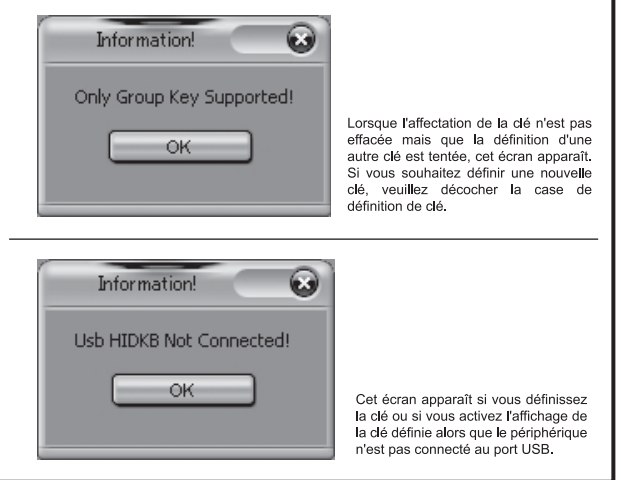 Information!
Only Group Key Supported!
OK
Lorsque l'affectation de la clé n'est pas
effacée mais que la définition d'une
autre clé est tentée, cet écran apparaît.
Si vous souhaitez définir une nouvelle
clé, veuillez décocher la case de
définition de clé.
Information!
Usb HIDKB Not Connected!
OK
Cet écran apparaît si vous définissez
la clé ou si vous activez l'affichage de
la clé définie alors que le périphérique
n'est pas connecté au port USB.